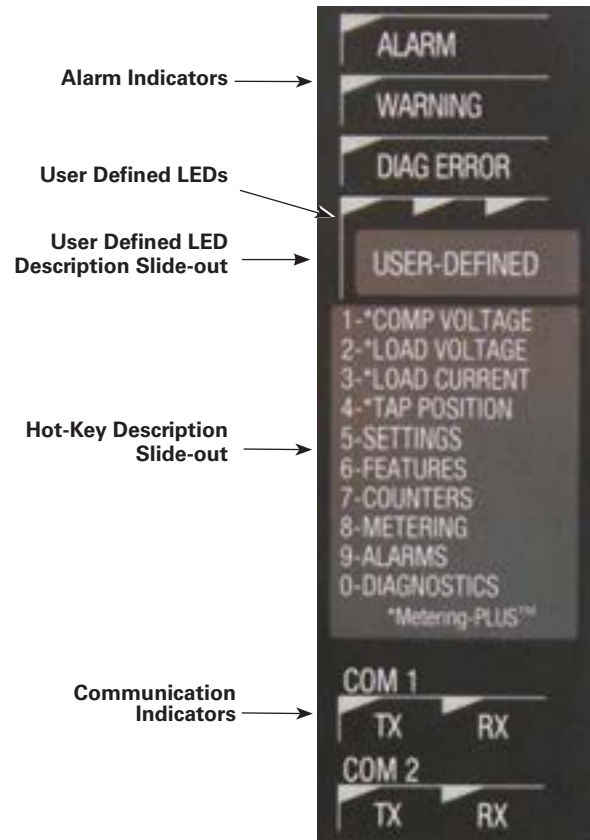 Alarm Indicators
ALARM
WARNING
DIAG ERROR
User Defined LEDs
User Defined LED
Description Slide-out
USER-DEFINED
Hot-Key Description
Slide-out
1-*COMP VOLTAGE
2-*LOAD VOLTAGE
3-*LOAD CURRENT
4-*TAP POSITION
5-SETTINGS
6-FEATURES
7-COUNTERS
8-METERING
9-ALARMS
0-DIAGNOSTICS
*Metering-PLUS™
Communication
Indicators
COM 1
TX RX
COM 2
TX RX